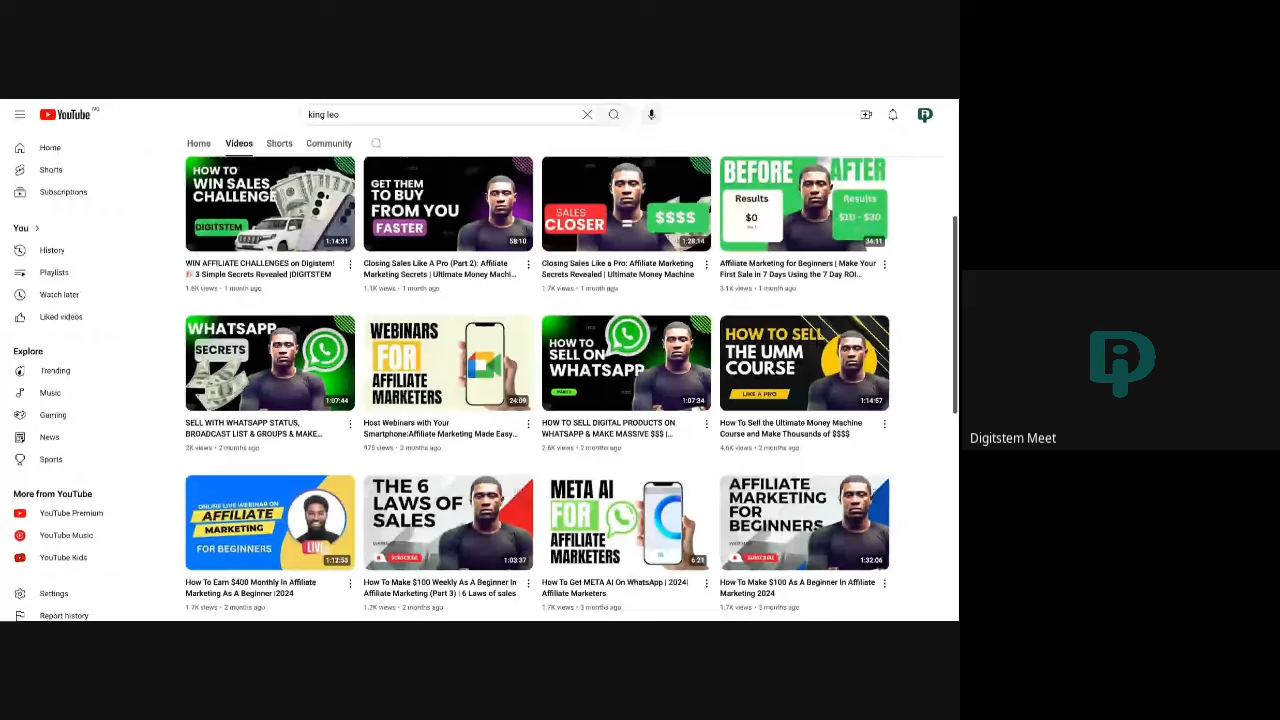 YouTube NG
king leo
Home
Shorts
Subscriptions
You
History
Playlists
Watch later
Liked videos
Explore
Trending
Music
Gaming
News
Sports
More from YouTube
YouTube Premium
YouTube Music
YouTube Kids
Settings
Report history
Home Videos Shorts Community
HOW TO
WIN SALES
CHALLENGE
DIGITSTEM
1:14:31
WIN AFFILIATE CHALLENGES on Digistem!
3 Simple Secrets Revealed |DIGITSTEM
1.6K views • 1 month ago
GET THEM
TO BUY
FROM YOU
FASTER
58:10
Closing Sales Like A Pro (Part 2): Affiliate
Marketing Secrets | Ultimate Money Machi...
1.1K views • 1 month ago
SALES
CLOSER
=
$$$$
1:28:14
Closing Sales Like a Pro: Affiliate Marketing
Secrets Revealed | Ultimate Money Machine
1.7K views • 1 month ago
BEFORE AFTER
Results
$0
Results
$10 - $30
34:11
Affiliate Marketing for Beginners | Make Your
First Sale in 7 Days Using the 7 Day ROI...
3.1K views • 1 month ago
WHATSAPP
SECRETS
1:07:44
SELL WITH WHATSAPP STATUS,
BROADCAST LIST & GROUPS & MAKE...
2K views • 2 months ago
WEBINARS
FOR
AFFILIATE
MARKETERS
24:09
Host Webinars with Your
Smartphone:Affiliate Marketing Made Easy...
975 views • 2 months ago
HOW TO
SELL ON
WHATSAPP
1:07:34
HOW TO SELL DIGITAL PRODUCTS ON
WHATSAPP & MAKE MASSIVE $$$ |...
2.6K views • 2 months ago
HOW TO SELL
THE UMM
COURSE
LIKE A PRO
1:14:57
How To Sell the Ultimate Money Machine
Course and Make Thousands of $$$$
4.6K views • 2 months ago
ONLINE LIVE WEBINAR ON
AFFILIATE
MARKETING
FOR BEGINNERS
LIVE
1:12:53
How To Earn $400 Monthly In Affiliate
Marketing As A Beginner |2024
1.7K views • 2 months ago
THE 6
LAWS OF
SALES
SUBSCRIBE
1:03:37
How To Make $100 Weekly As A Beginner In
Affiliate Marketing (Part 3) | 6 Laws of sales
1.2K views • 2 months ago
META AI
FOR
AFFILIATE
MARKETERS
6:21
How To Get META AI On WhatsApp | 2024|
Affiliate Marketers
1.7K views • 3 months ago
AFFILIATE
MARKETING
FOR
BEGINNERS
SUBSCRIBE
1:32:06
How To Make $100 As A Beginner In Affiliate
Marketing 2024
1.7K views • 3 months ago
Digitstem Meet